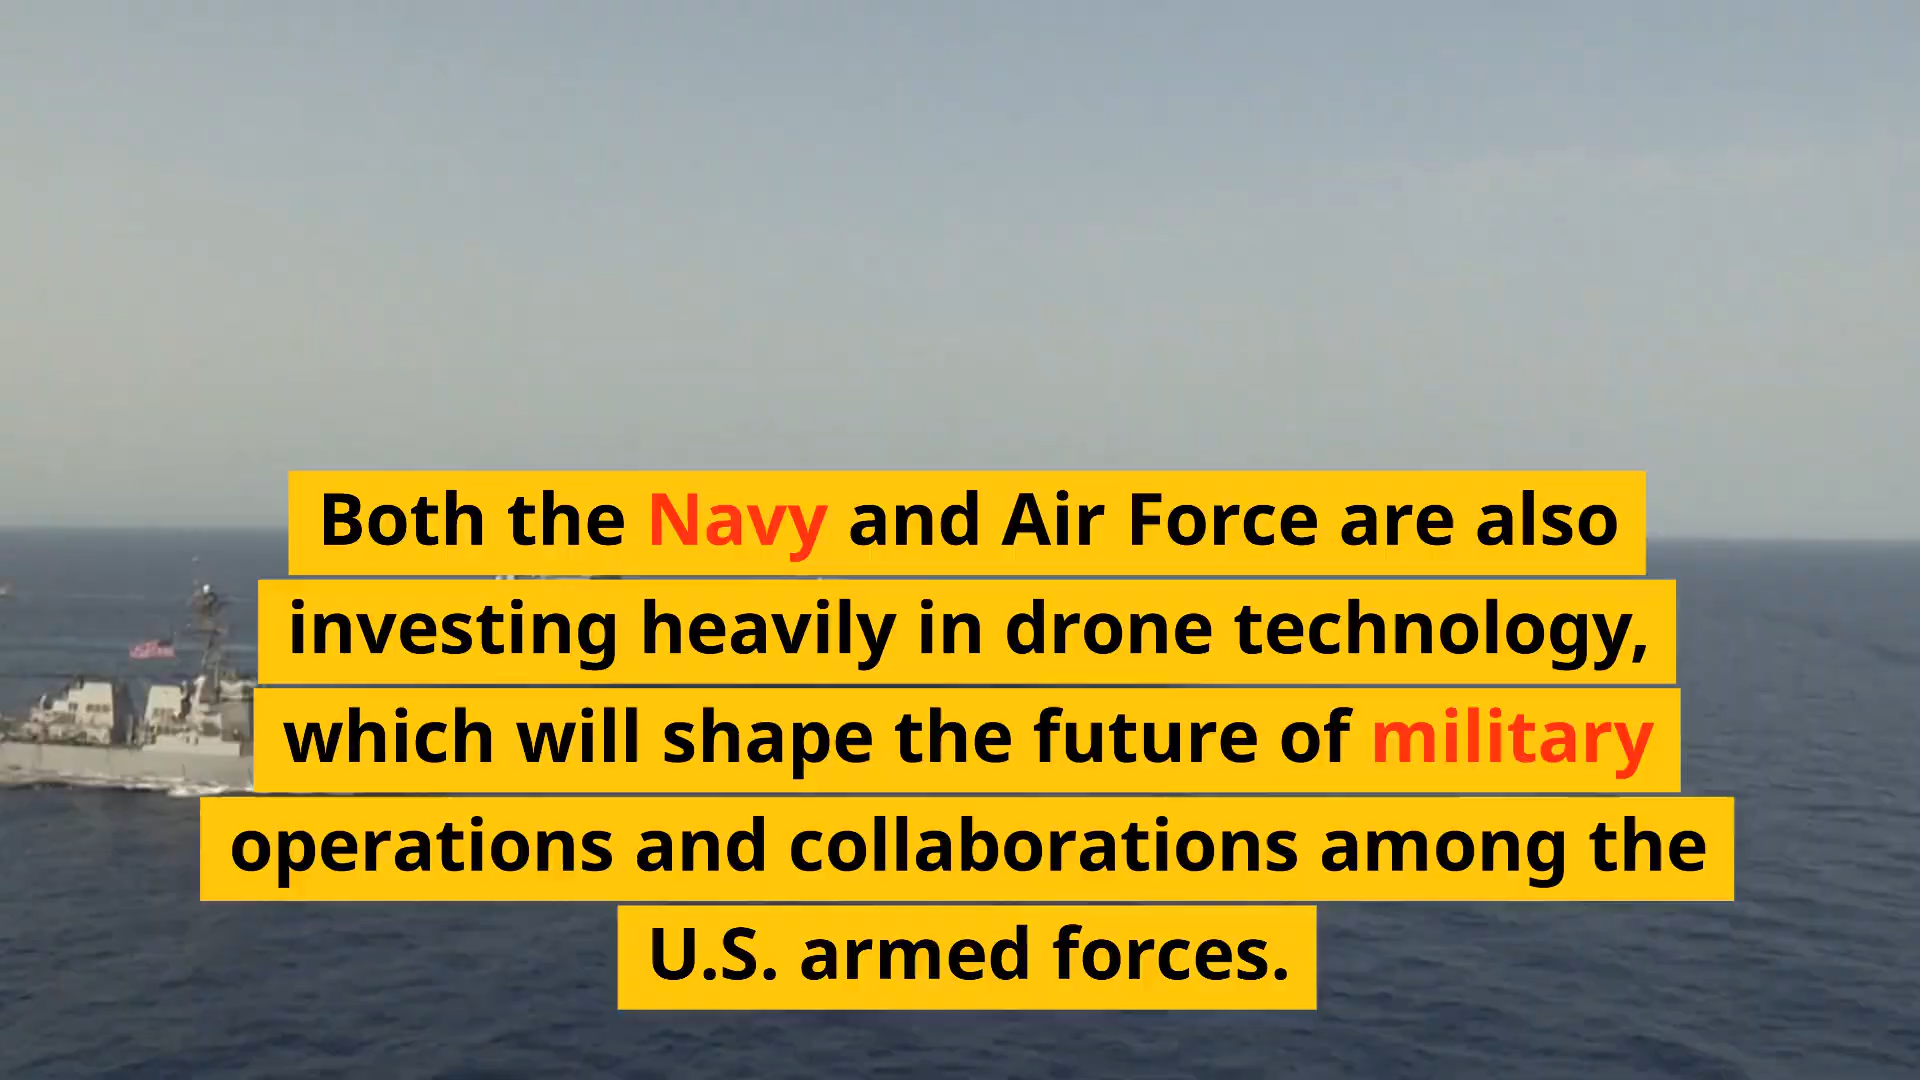 Both the Navy and Air Force are also
investing heavily in drone technology,
which will shape the future of military
operations and collaborations among the
U.S. armed forces.